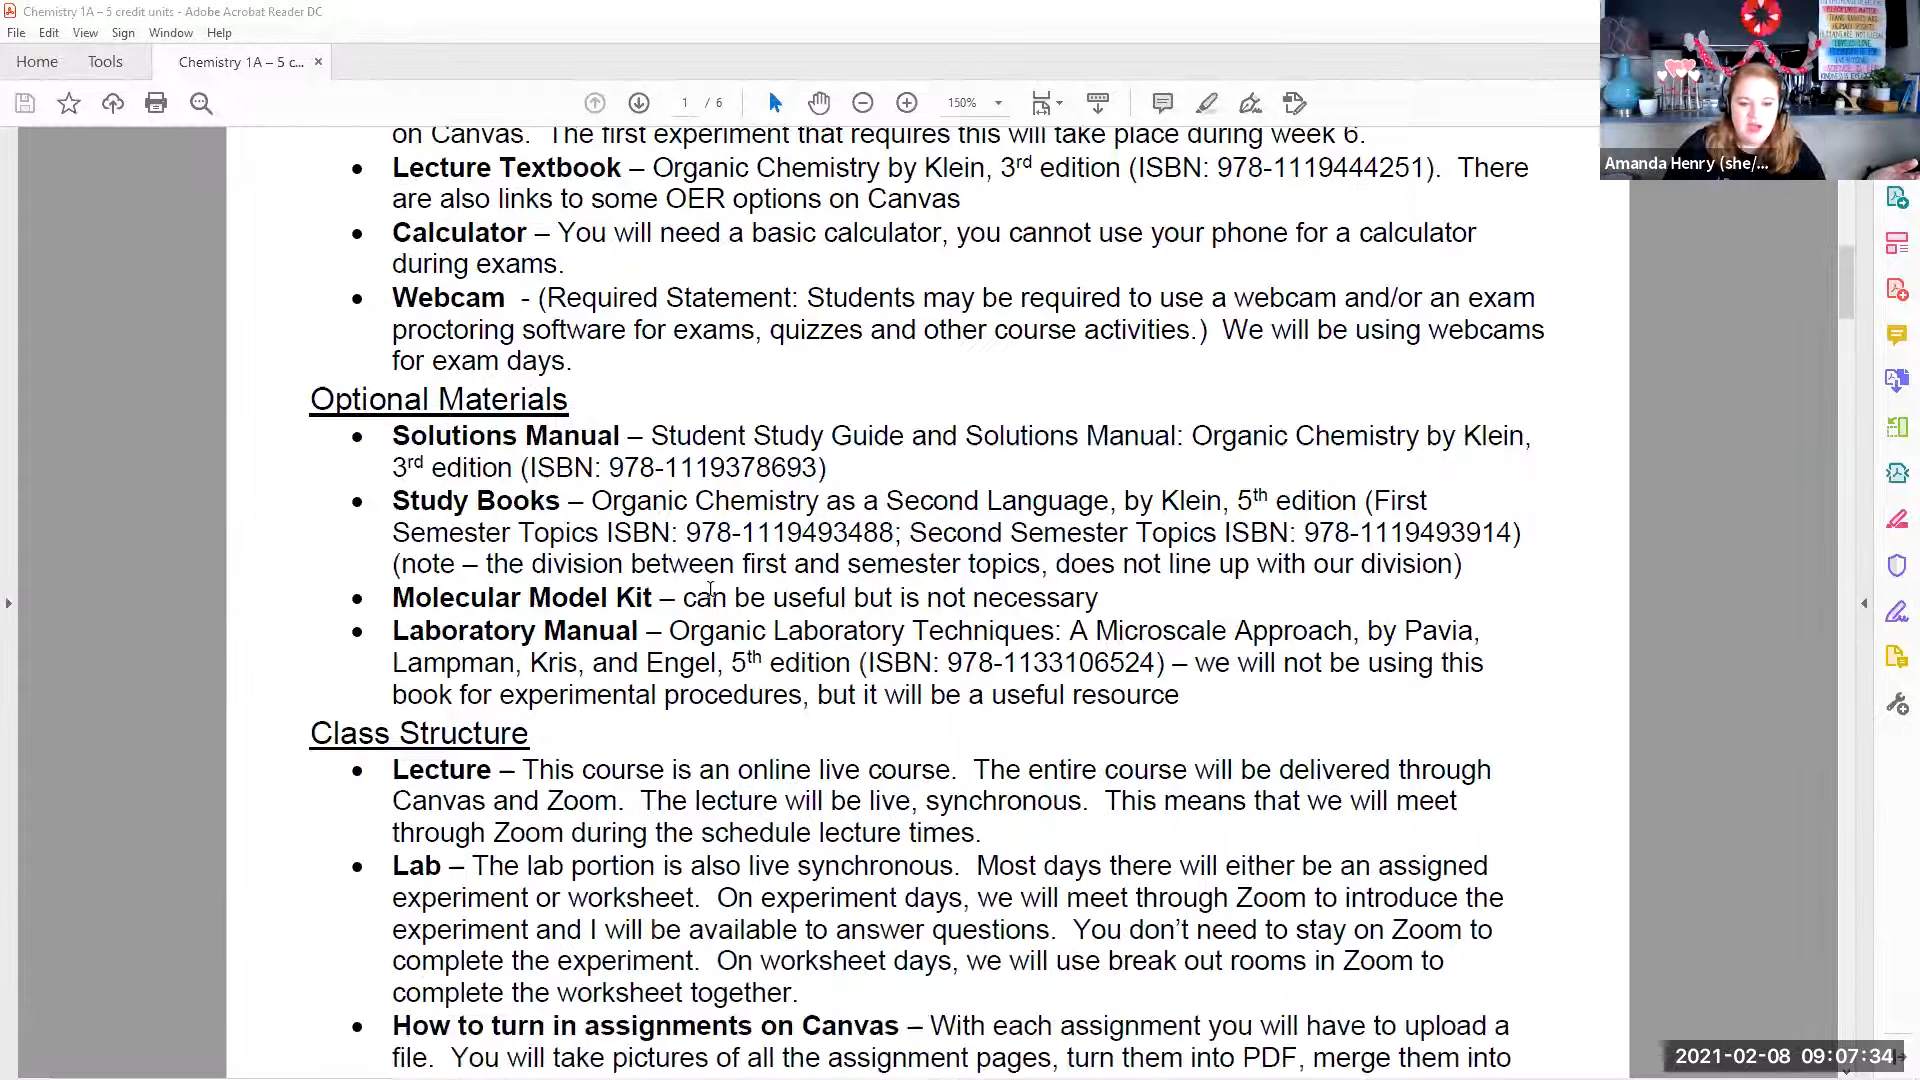 Chemistry 1A – 5 credit units - Adobe Acrobat Reader DC
File Edit View Sign Window Help
Home Tools Chemistry 1A – 5 c... ×
1 / 6 150%
on Canvas. The first experiment that requires this will take place during week 6.
• Lecture Textbook – Organic Chemistry by Klein, 3rd edition (ISBN: 978-1119444251). There
are also links to some OER options on Canvas
• Calculator – You will need a basic calculator, you cannot use your phone for a calculator
during exams.
• Webcam - (Required Statement: Students may be required to use a webcam and/or an exam
proctoring software for exams, quizzes and other course activities.) We will be using webcams
for exam days.
Optional Materials
• Solutions Manual – Student Study Guide and Solutions Manual: Organic Chemistry by Klein,
3rd edition (ISBN: 978-1119378693)
• Study Books – Organic Chemistry as a Second Language, by Klein, 5th edition (First
Semester Topics ISBN: 978-1119493488; Second Semester Topics ISBN: 978-1119493914)
(note – the division between first and semester topics, does not line up with our division)
• Molecular Model Kit – can be useful but is not necessary
• Laboratory Manual – Organic Laboratory Techniques: A Microscale Approach, by Pavia,
Lampman, Kris, and Engel, 5th edition (ISBN: 978-1133106524) – we will not be using this
book for experimental procedures, but it will be a useful resource
Class Structure
• Lecture – This course is an online live course. The entire course will be delivered through
Canvas and Zoom. The lecture will be live, synchronous. This means that we will meet
through Zoom during the schedule lecture times.
• Lab – The lab portion is also live synchronous. Most days there will either be an assigned
experiment or worksheet. On experiment days, we will meet through Zoom to introduce the
experiment and I will be available to answer questions. You don't need to stay on Zoom to
complete the experiment. On worksheet days, we will use break out rooms in Zoom to
complete the worksheet together.
• How to turn in assignments on Canvas – With each assignment you will have to upload a
file. You will take pictures of all the assignment pages, turn them into PDF, merge them into
Amanda Henry (she/...
2021-02-08 09:07:34